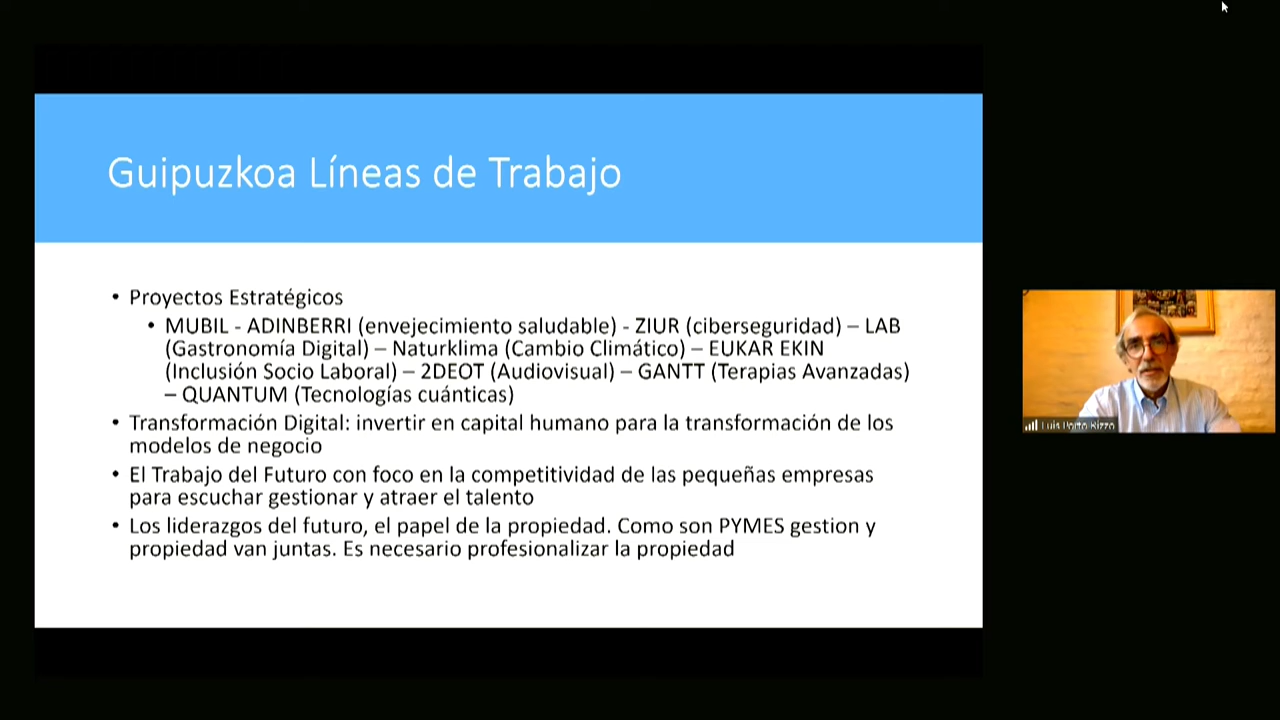 Guipuzkoa Líneas de Trabajo
• Proyectos Estratégicos
• MUBIL - ADINBERRI (envejecimiento saludable) - ZIUR (ciberseguridad) – LAB
(Gastronomía Digital) – Naturklima (Cambio Climático) – EUKAR EKIN
(Inclusión Socio Laboral) – 2DEOT (Audiovisual) – GANTT (Terapias Avanzadas)
– QUANTUM (Tecnologías cuánticas)
• Transformación Digital: invertir en capital humano para la transformación de los
modelos de negocio
• El Trabajo del Futuro con foco en la competitividad de las pequeñas empresas
para escuchar gestionar y atraer el talento
• Los liderazgos del futuro, el papel de la propiedad. Como son PYMES gestion y
propiedad van juntas. Es necesario profesionalizar la propiedad
Luis Porto Rizzo